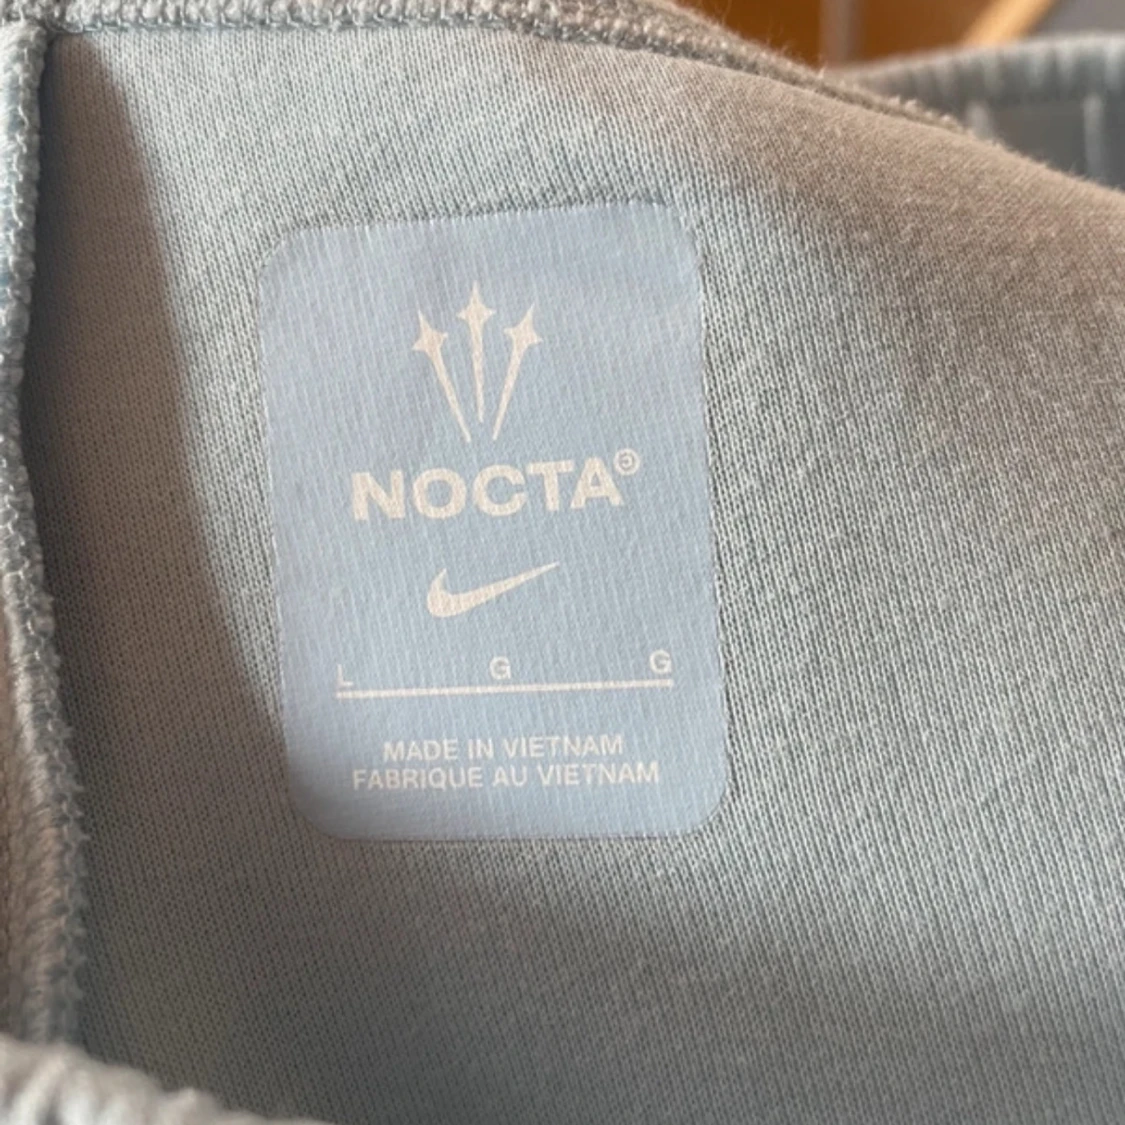 NOCTA
L G G
MADE IN VIETNAM
FABRIQUE AU VIETNAM